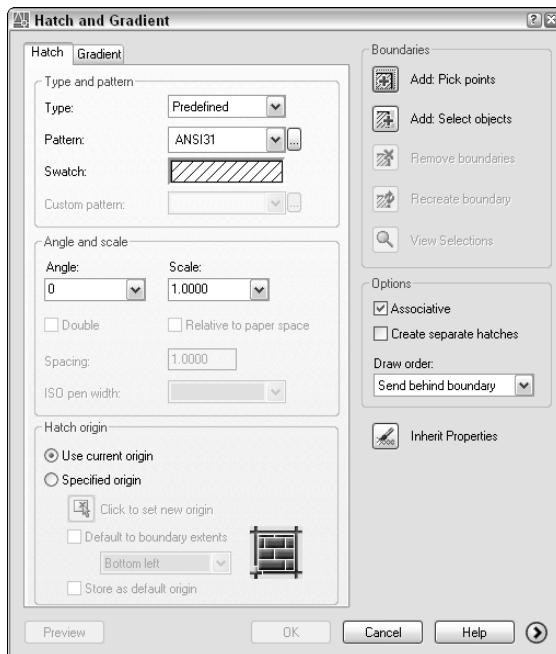 Hatch and Gradient
Hatch
Gradient
Type and pattern
Type:
Predefined
Pattern:
ANSI31
...
Swatch:
Custom pattern:
...
Angle and scale
Angle:
Scale:
0
1.0000
Double
Relative to paper space
Spacing:
1.0000
ISO pen width:
Hatch origin
Use current origin
Specified origin
Click to set new origin
Default to boundary extents
Bottom left
Store as default origin
Boundaries
Add: Pick points
Add: Select objects
Remove boundaries
Recreate boundary
View Selections
Options
Associative
Create separate hatches
Draw order:
Send behind boundary
Inherit Properties
Preview
OK
Cancel
Help